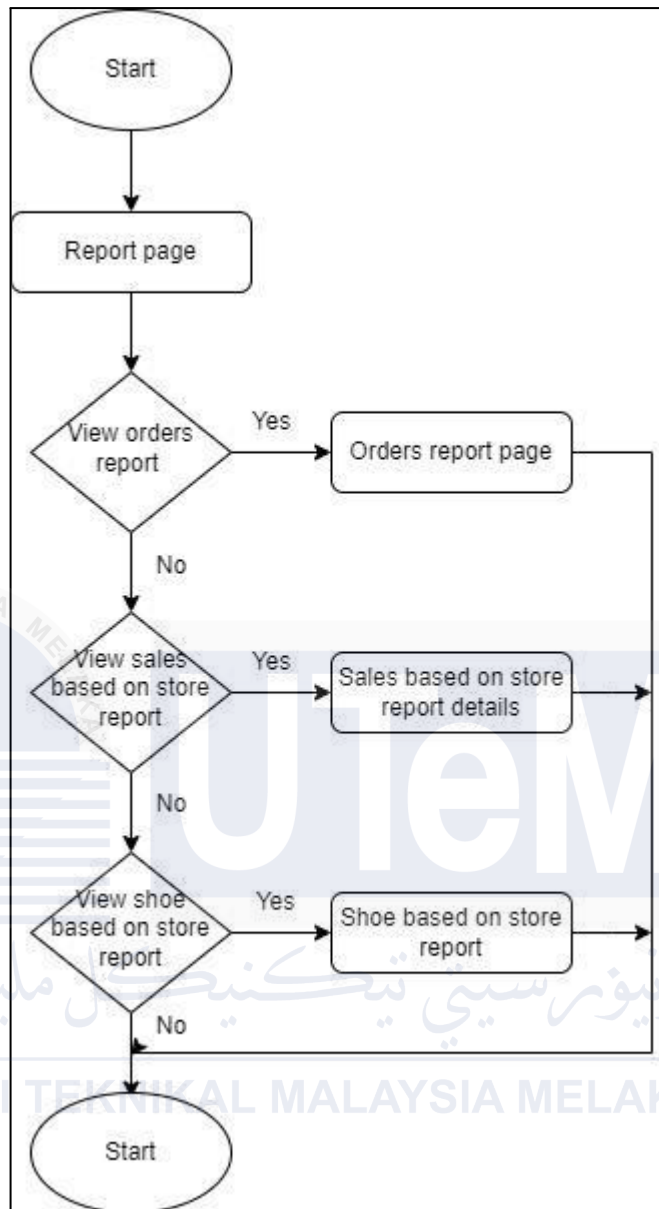 Start
Report page
View orders
report
Yes
Orders report page
No
View sales
based on store
report
Yes
Sales based on store
report details
No
View shoe
based on store
report
Yes
Shoe based on store
report
No
Start
UTeM
TEKNIKAL MALAYSIA